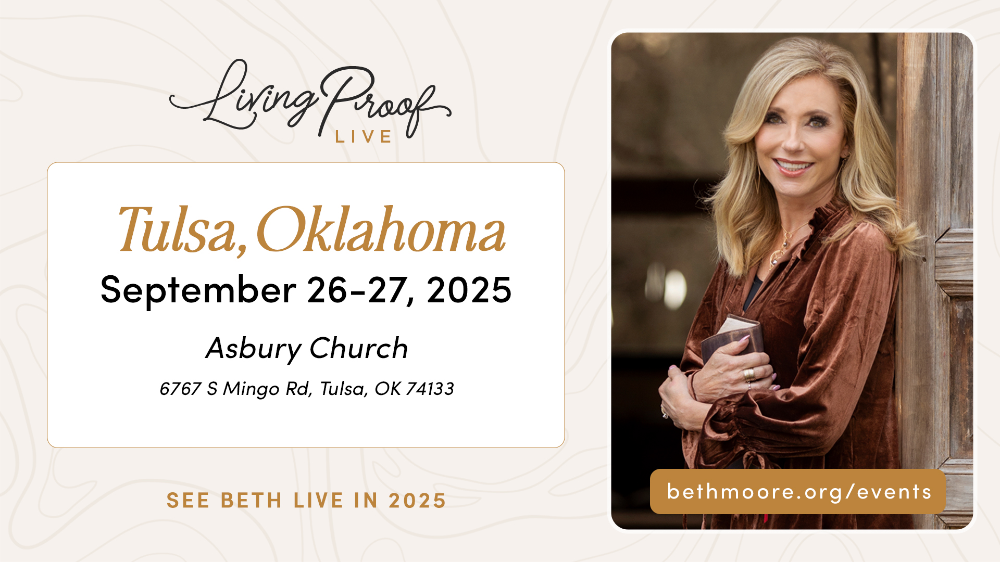 Living Proof
LIVE
Tulsa, Oklahoma
September 26-27, 2025
Asbury Church
6767 S Mingo Rd, Tulsa, OK 74133
SEE BETH LIVE IN 2025
bethmoore.org/events